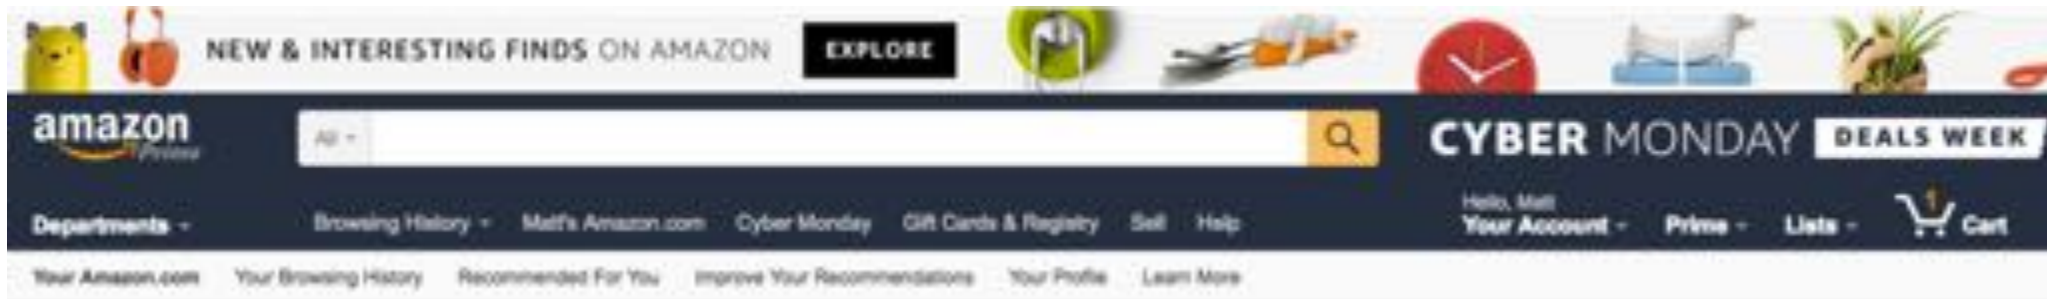 NEW & INTERESTING FINDS ON AMAZON EXPLORE
amazon Prime
All
CYBER MONDAY DEALS WEEK
Departments
Browsing History Matt's Amazon.com Cyber Monday Gift Cards & Registry Sell Help
Hello, Matt
Your Account Prime Lists 1 Cart
Your Amazon.com Your Browsing History Recommended For You Improve Your Recommendations Your Profile Learn More